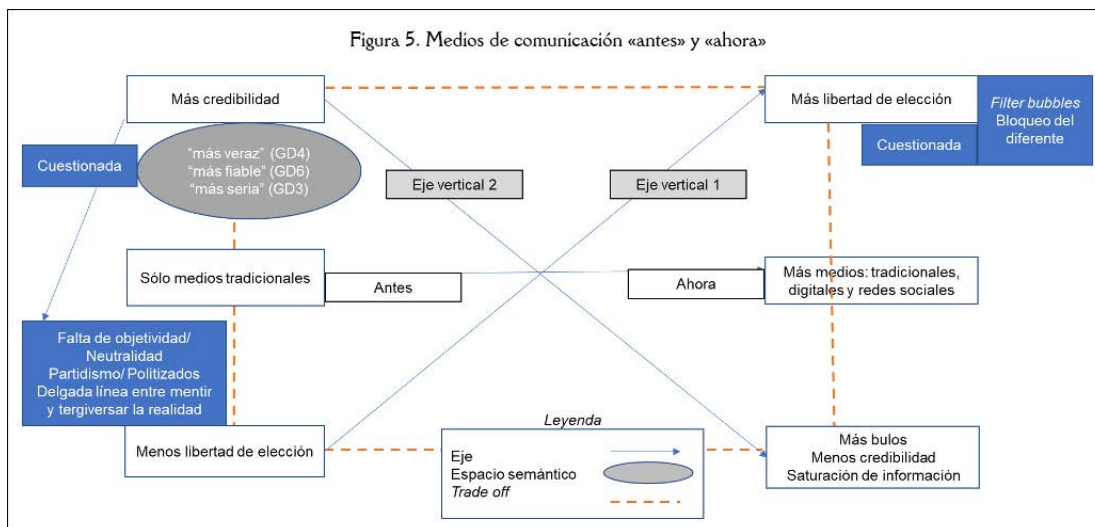 Figura 5. Medios de comunicación «antes» y «ahora»
Más credibilidad
Más libertad de elección
Filter bubbles
Bloqueo del
diferente
Cuestionada
Cuestionada
"más veraz" (GD4)
"más fiable" (GD6)
"más seria" (GD3)
Eje vertical 2
Eje vertical 1
Sólo medios tradicionales
Antes
Ahora
Más medios: tradicionales,
digitales y redes sociales
Falta de objetividad/
Neutralidad
Partidismo/ Politizados
Delgada línea entre mentir
y tergiversar la realidad
Menos libertad de elección
Leyenda
Eje
Espacio semántico
Trade off
Más bulos
Menos credibilidad
Saturación de información